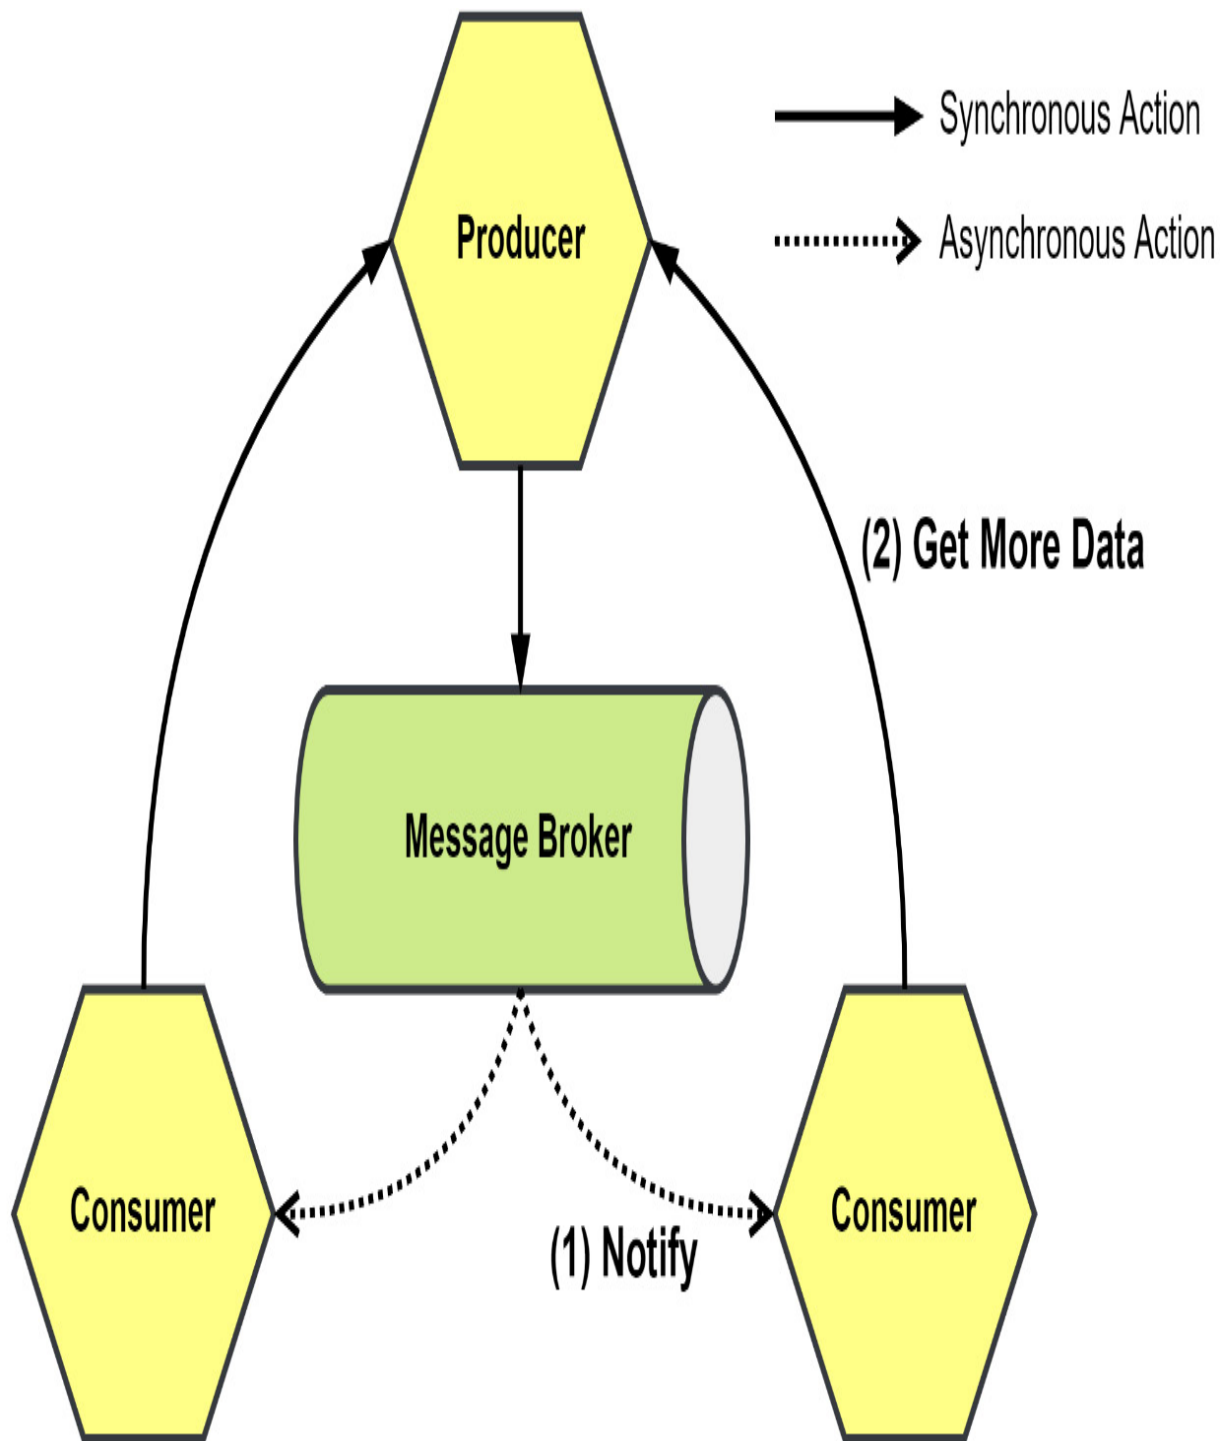 Synchronous Action
Producer
Asynchronous Action
(2) Get More Data
Message Broker
Consumer
Consumer
(1) Notify